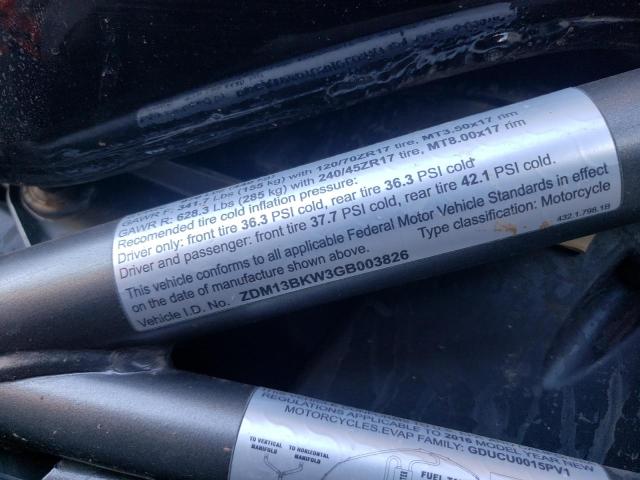 GAWR F: 341.7 Lbs (155 kg) with 120/70ZR17 tire, MT3.50x17 rim
GAWR R: 628.3 Lbs (285 kg) with 240/45ZR17 tire, MT8.00x17 rim
Recomended tire cold inflation pressure:
Driver only: front tire 36.3 PSI cold, rear tire 36.3 PSI cold
Driver and passenger: front tire 37.7 PSI cold, rear tire 42.1 PSI cold.
This vehicle conforms to all applicable Federal Motor Vehicle Standards in effect
on the date of manufacture shown above. Type classification: Motorcycle
Vehicle I.D. No. ZDM13BKW3GB003826
432.1.798.1B
REGULATIONS APPLICABLE TO 2016 MODEL YEAR NEW
MOTORCYCLES.EVAP FAMILY: GDUCU0015PV1
TO VERTICAL MANIFOLD
TO HORIZONTAL MANIFOLD
FUEL